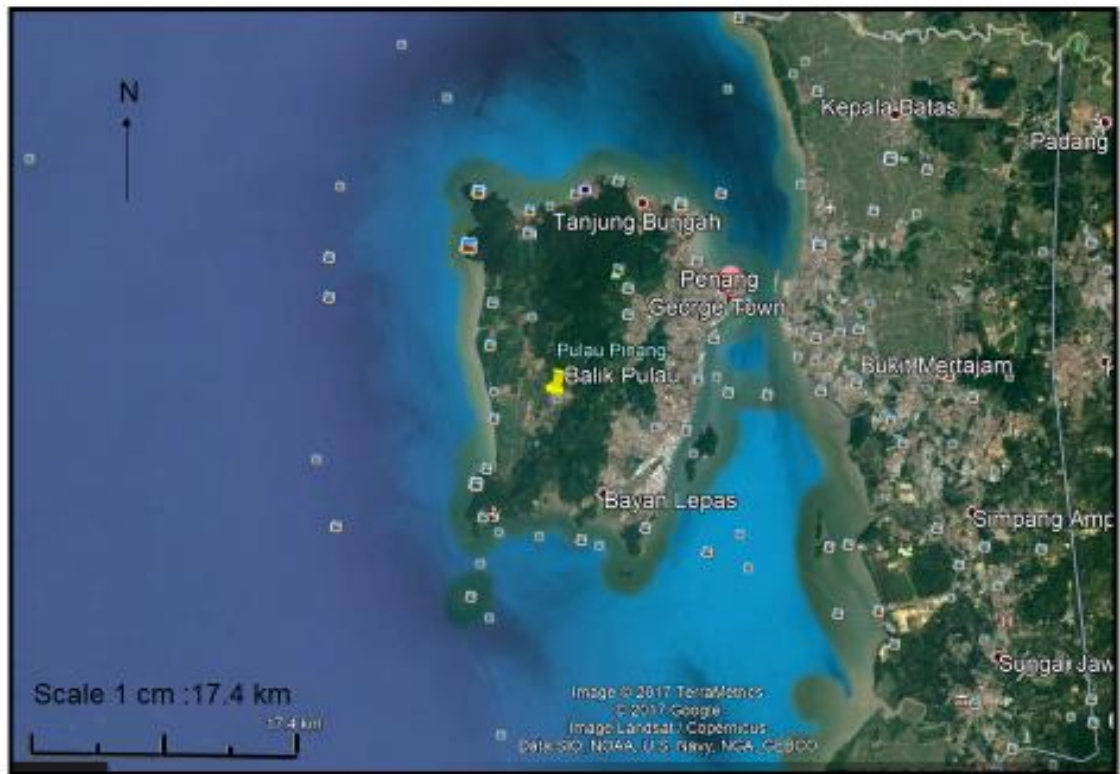 N
Kepala Batas
Padang
Tanjung Bungah
Penang
George Town
Pulau Pinang
Balik Pulau
Bukit Mertajam
Bayan Lepas
Simpang Amp
Sungai Jaw
Scale 1 cm :17.4 km
17.4 km
Image © 2017 TerraMetrics
© 2017 Google
Image Landsat / Copernicus
Data SIO, NOAA, U.S. Navy, NGA, GEBCO